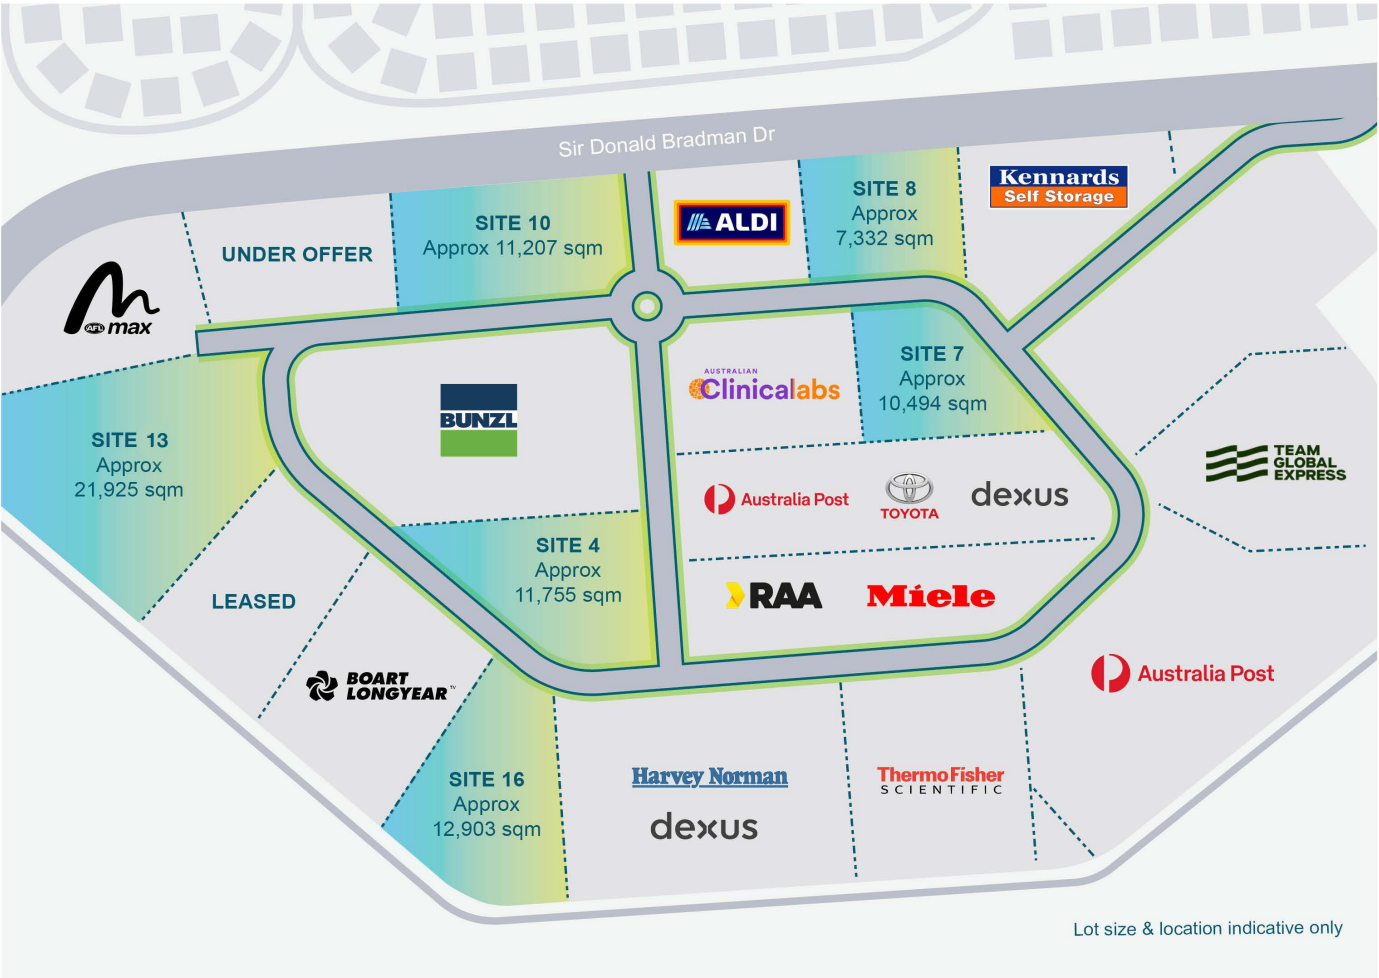 Sir Donald Bradman Dr
Kennards
Self Storage
SITE 8
Approx
7,332 sqm
ALDI
SITE 10
Approx 11,207 sqm
UNDER OFFER
AFL max
SITE 7
Approx
10,494 sqm
AUSTRALIAN
Clinicalabs
BUNZL
SITE 13
Approx
21,925 sqm
TEAM
GLOBAL
EXPRESS
Australia Post
TOYOTA
dexus
SITE 4
Approx
11,755 sqm
RAA
Miele
LEASED
BOART
LONGYEAR™
Australia Post
SITE 16
Approx
12,903 sqm
Harvey Norman
dexus
ThermoFisher
SCIENTIFIC
Lot size & location indicative only